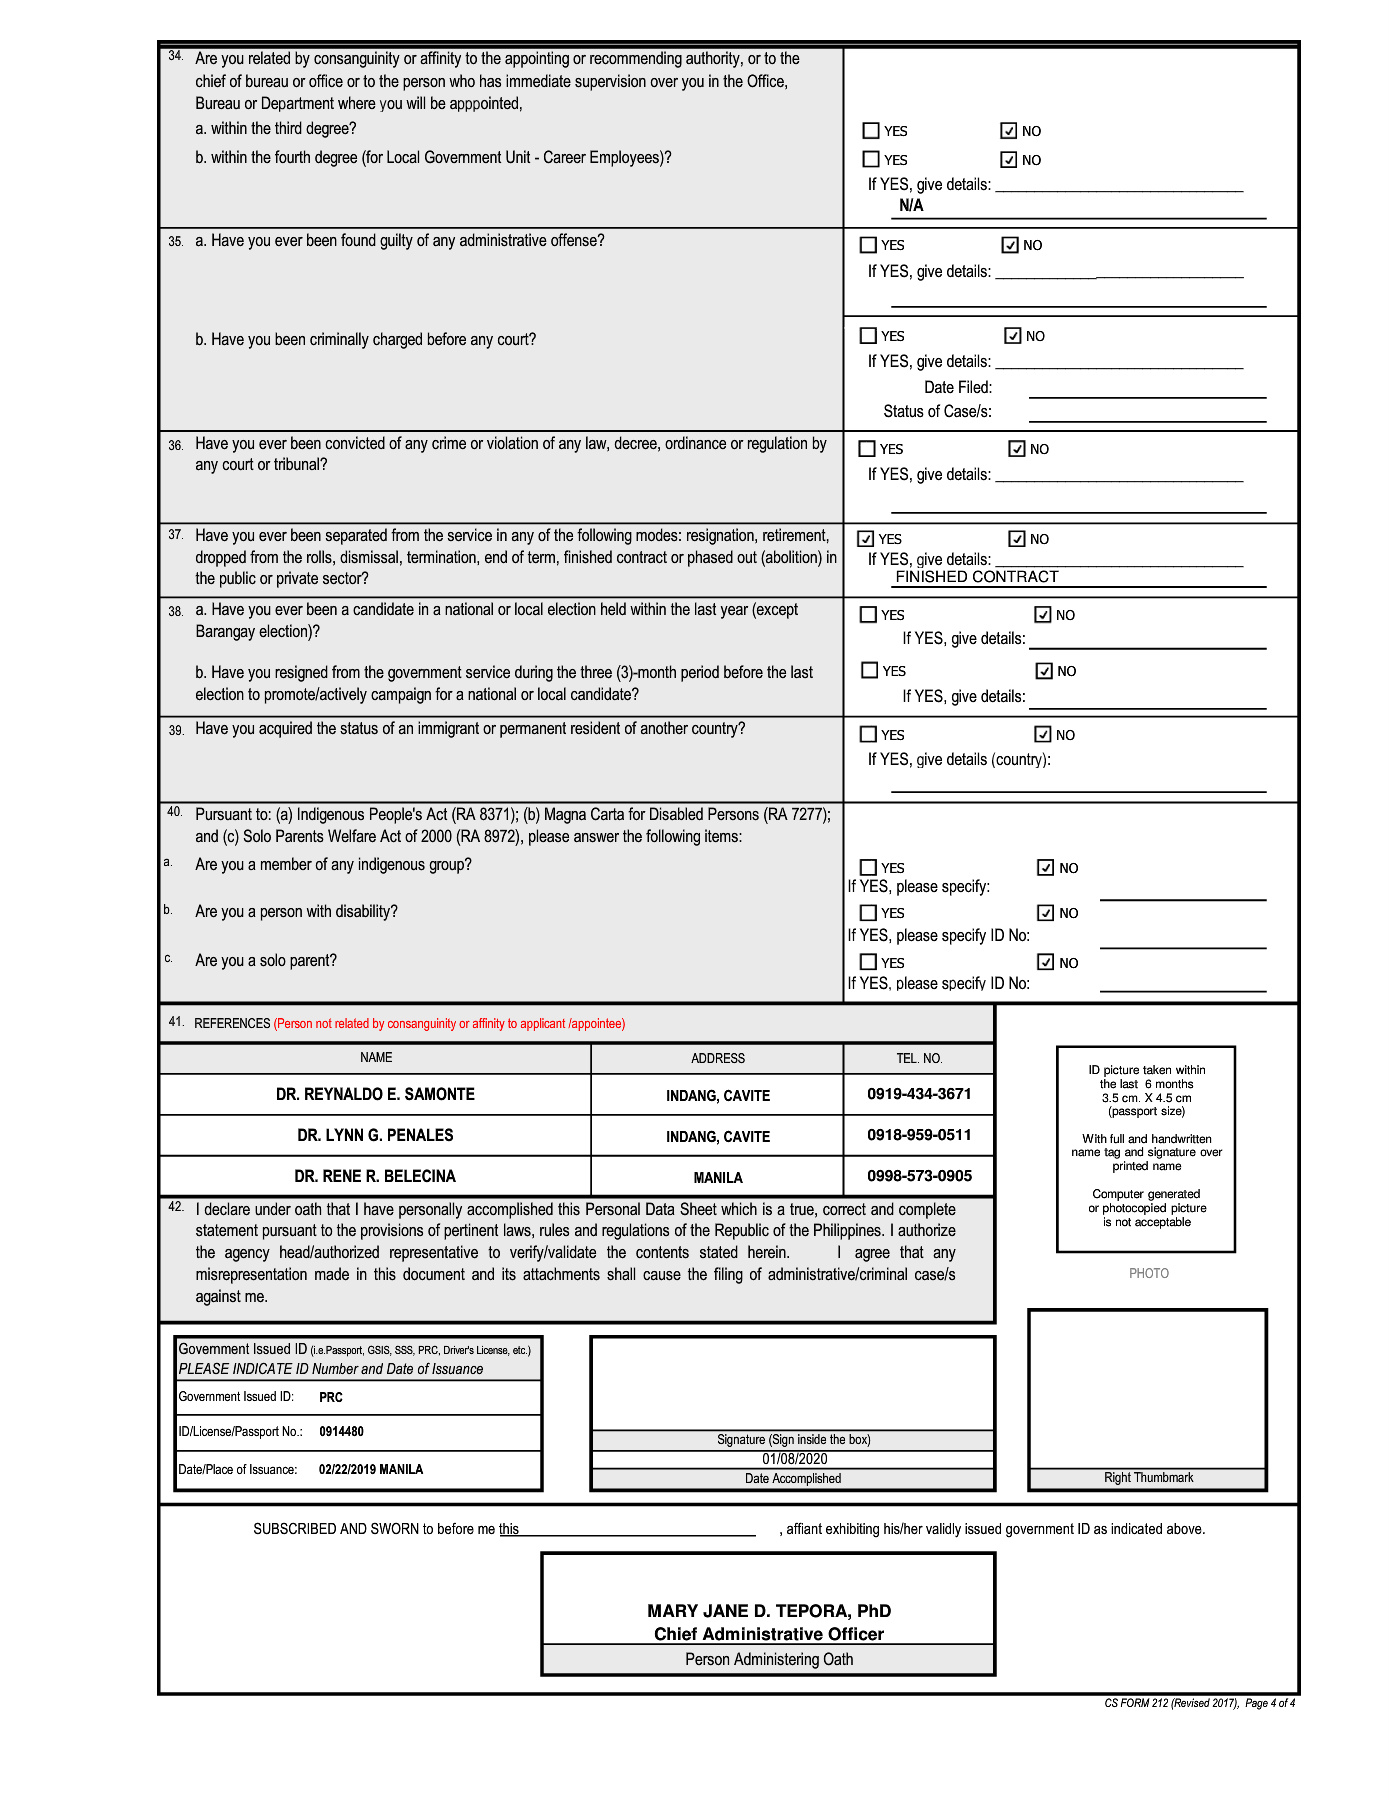 34. Are you related by consanguinity or affinity to the appointing or recommending authority, or to the
chief of bureau or office or to the person who has immediate supervision over you in the Office,
Bureau or Department where you will be apppointed,
a. within the third degree?
YES NO
b. within the fourth degree (for Local Government Unit - Career Employees)?
YES NO
If YES, give details:
N/A
35. a. Have you ever been found guilty of any administrative offense?
YES NO
If YES, give details:
b. Have you been criminally charged before any court?
YES NO
If YES, give details:
Date Filed:
Status of Case/s:
36. Have you ever been convicted of any crime or violation of any law, decree, ordinance or regulation by
any court or tribunal?
YES NO
If YES, give details:
37. Have you ever been separated from the service in any of the following modes: resignation, retirement,
dropped from the rolls, dismissal, termination, end of term, finished contract or phased out (abolition) in
the public or private sector?
YES NO
If YES, give details:
FINISHED CONTRACT
38. a. Have you ever been a candidate in a national or local election held within the last year (except
Barangay election)?
YES NO
If YES, give details:
b. Have you resigned from the government service during the three (3)-month period before the last
election to promote/actively campaign for a national or local candidate?
YES NO
If YES, give details:
39. Have you acquired the status of an immigrant or permanent resident of another country?
YES NO
If YES, give details (country):
40. Pursuant to: (a) Indigenous People's Act (RA 8371); (b) Magna Carta for Disabled Persons (RA 7277);
and (c) Solo Parents Welfare Act of 2000 (RA 8972), please answer the following items:
a. Are you a member of any indigenous group?
YES NO
If YES, please specify:
b. Are you a person with disability?
YES NO
If YES, please specify ID No:
c. Are you a solo parent?
YES NO
If YES, please specify ID No:
41. REFERENCES (Person not related by consanguinity or affinity to applicant /appointee)
NAME ADDRESS TEL. NO.
DR. REYNALDO E. SAMONTE INDANG, CAVITE 0919-434-3671
DR. LYNN G. PENALES INDANG, CAVITE 0918-959-0511
DR. RENE R. BELECINA MANILA 0998-573-0905
42. I declare under oath that I have personally accomplished this Personal Data Sheet which is a true, correct and complete
statement pursuant to the provisions of pertinent laws, rules and regulations of the Republic of the Philippines. I authorize
the agency head/authorized representative to verify/validate the contents stated herein. I agree that any
misrepresentation made in this document and its attachments shall cause the filing of administrative/criminal case/s
against me.
ID picture taken within
the last 6 months
3.5 cm. X 4.5 cm
(passport size)
With full and handwritten
name tag and signature over
printed name
Computer generated
or photocopied picture
is not acceptable
PHOTO
Government Issued ID (i.e.Passport, GSIS, SSS, PRC, Driver's License, etc.)
PLEASE INDICATE ID Number and Date of Issuance
Government Issued ID: PRC
ID/License/Passport No.: 0914480
Date/Place of Issuance: 02/22/2019 MANILA
Signature (Sign inside the box)
01/08/2020
Date Accomplished
Right Thumbmark
SUBSCRIBED AND SWORN to before me this , affiant exhibiting his/her validly issued government ID as indicated above.
MARY JANE D. TEPORA, PhD
Chief Administrative Officer
Person Administering Oath
CS FORM 212 (Revised 2017), Page 4 of 4